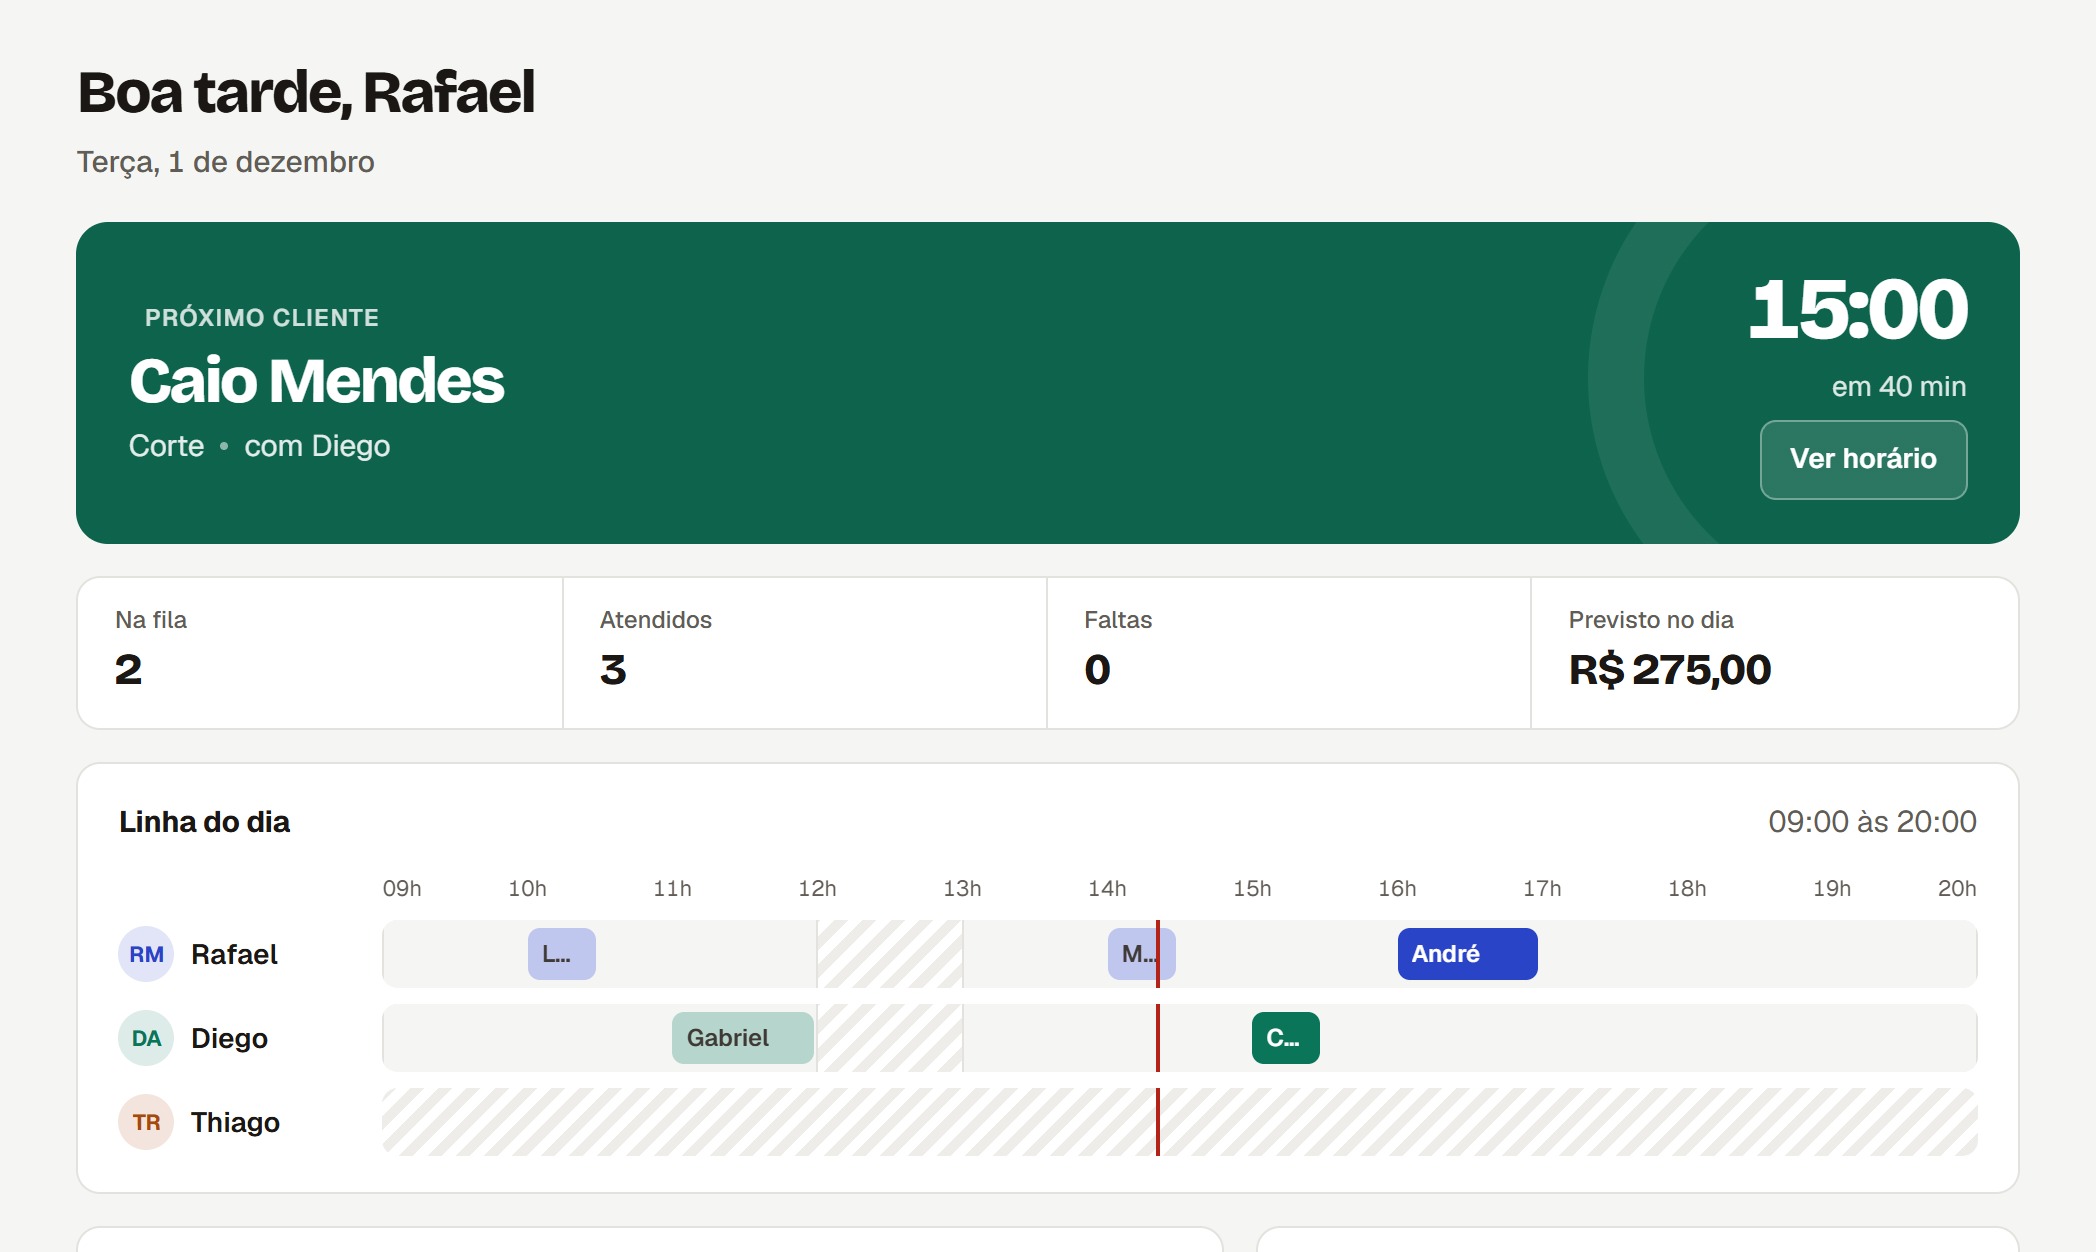 Boa tarde, Rafael
Terça, 1 de dezembro
PRÓXIMO CLIENTE
Caio Mendes
Corte • com Diego
15:00
em 40 min
Ver horário
Na fila
2
Atendidos
3
Faltas
0
Previsto no dia
R$ 275,00
Linha do dia
09:00 às 20:00
09h 10h 11h 12h 13h 14h 15h 16h 17h 18h 19h 20h
RM Rafael L... M... André
DA Diego Gabriel C...
TR Thiago